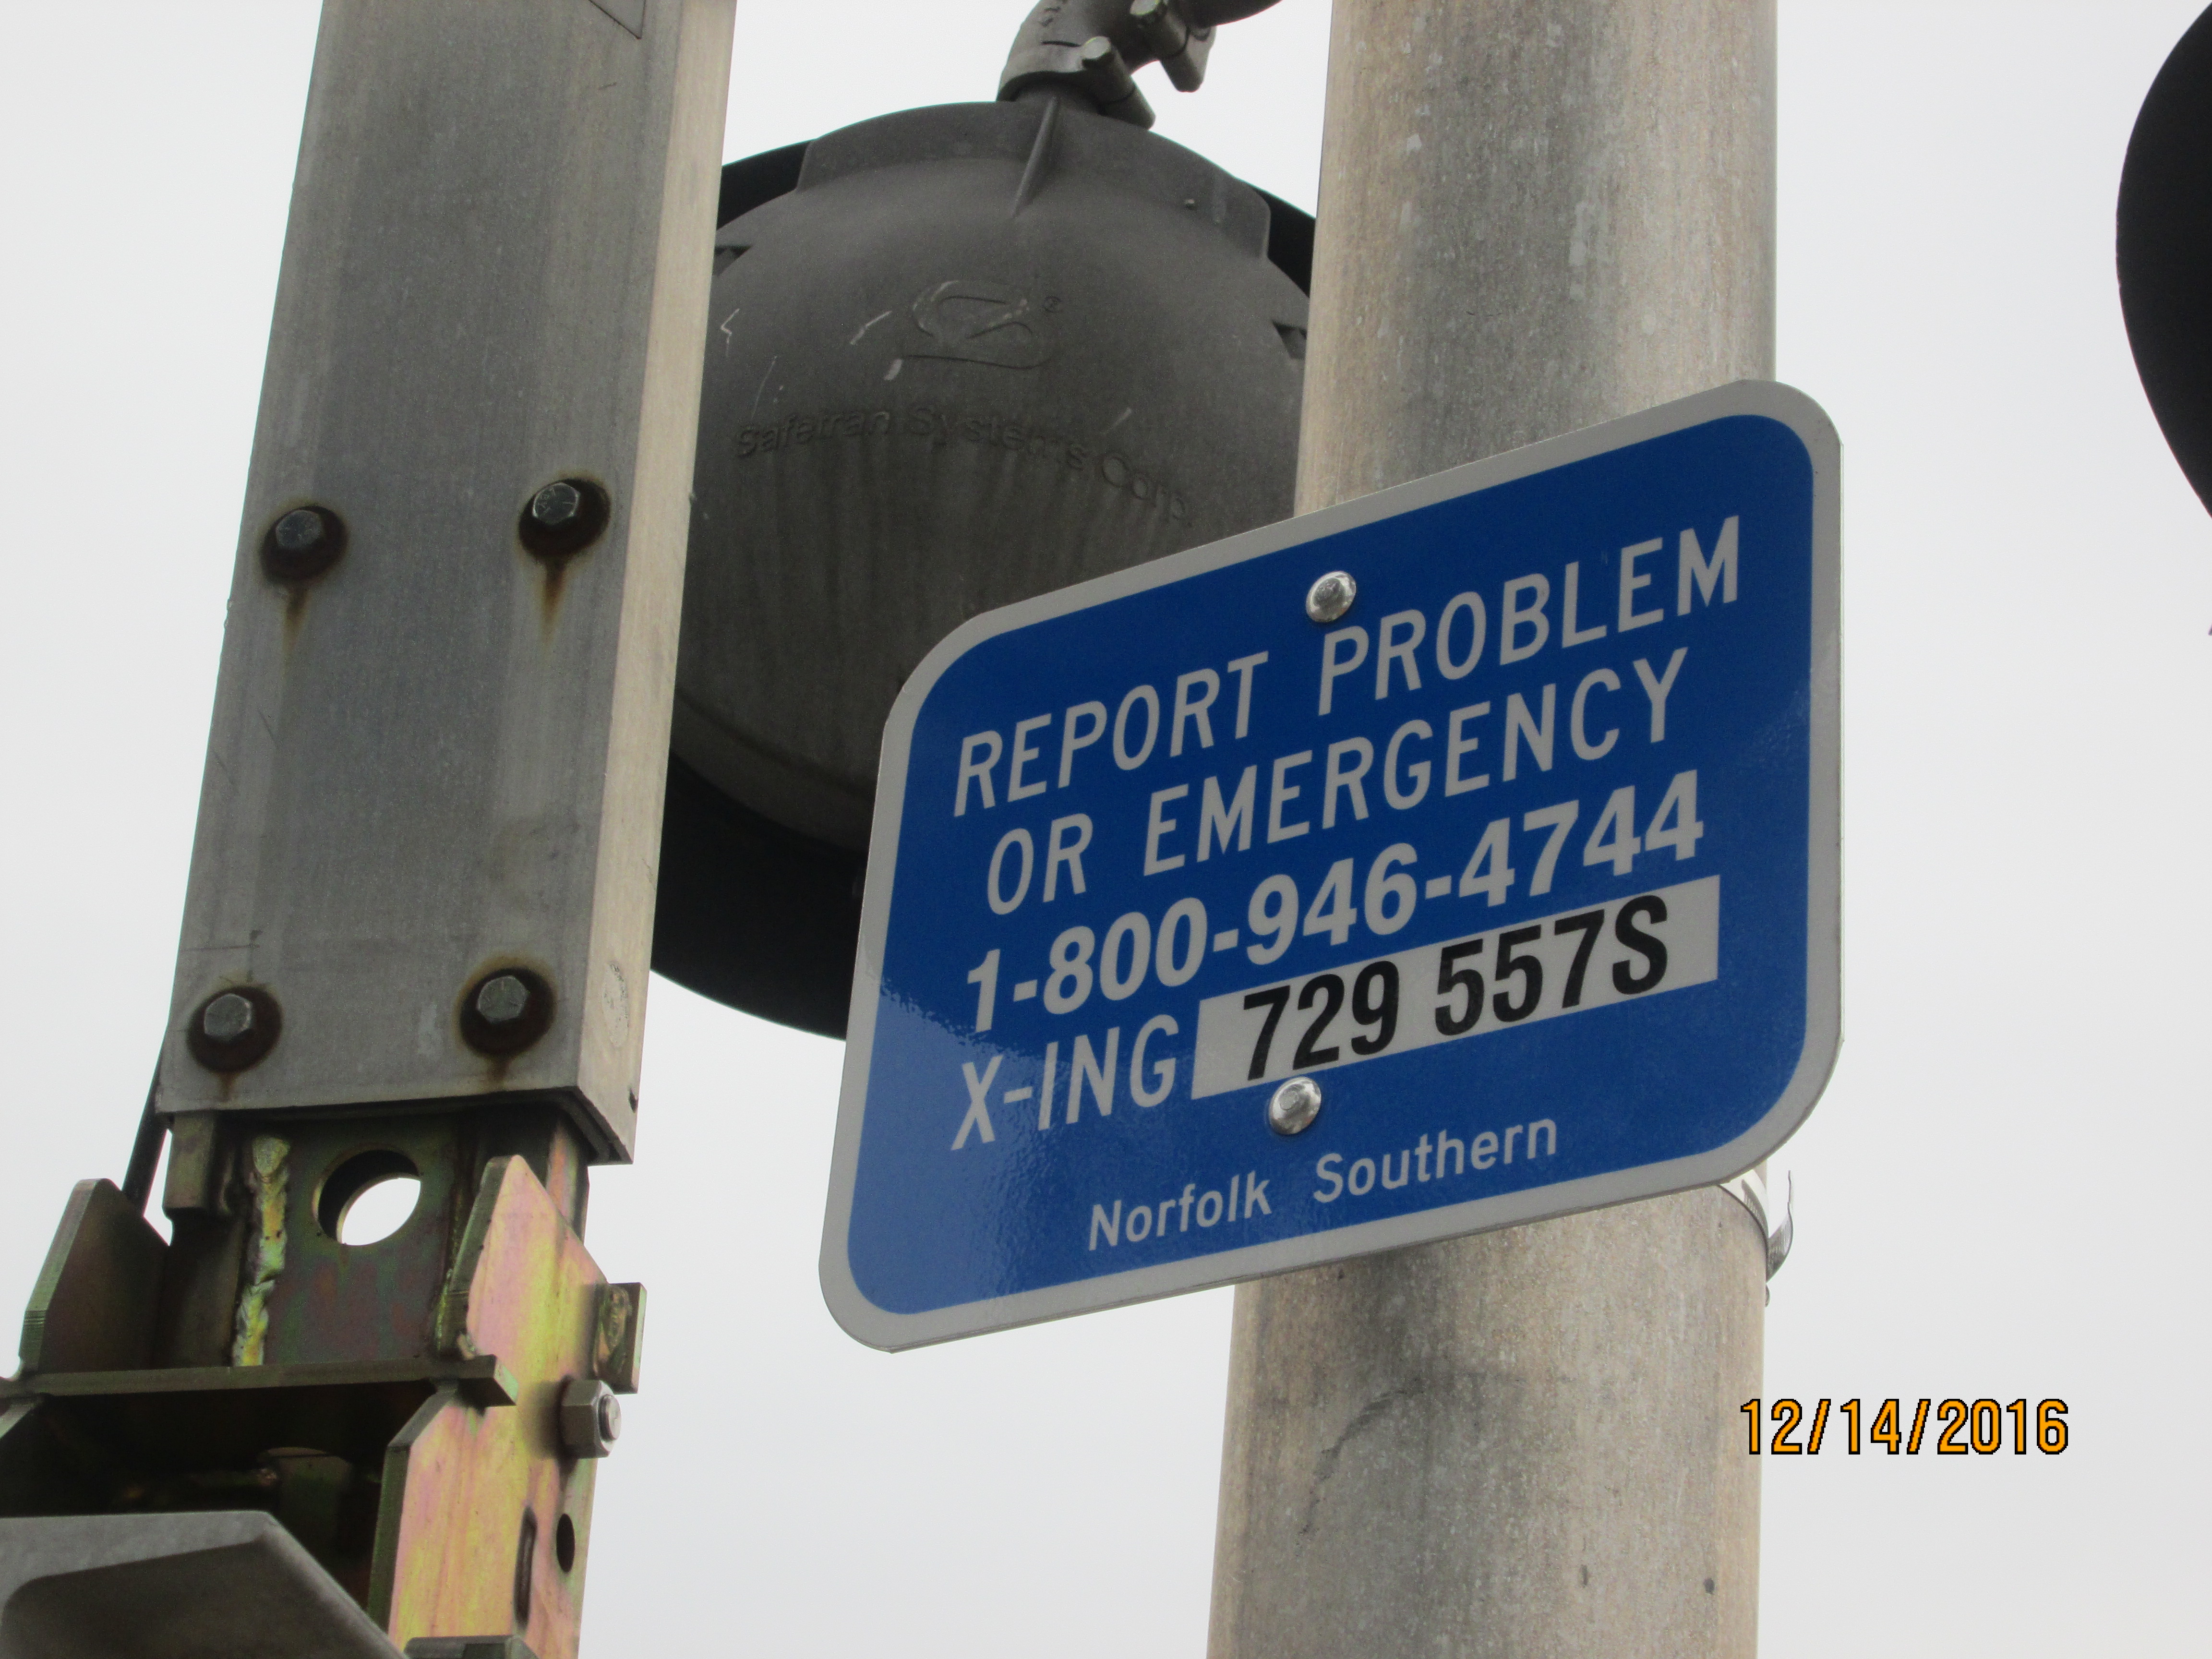 Safetran Systems Corp.
REPORT PROBLEM
OR EMERGENCY
1-800-946-4744
X-ING 729 557S
Norfolk Southern
12/14/2016